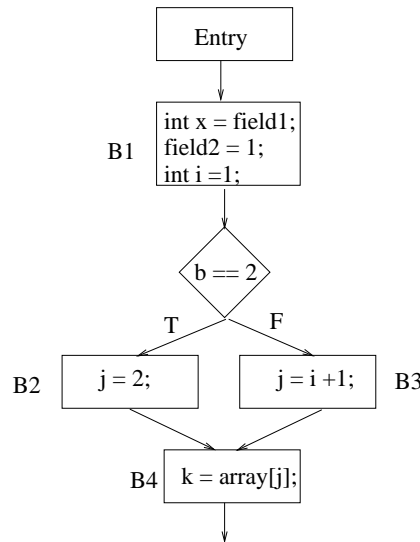 Entry
B1
int x = field1;
field2 = 1;
int i =1;
b == 2
T
F
B2
j = 2;
j = i +1;
B3
B4
k = array[j];